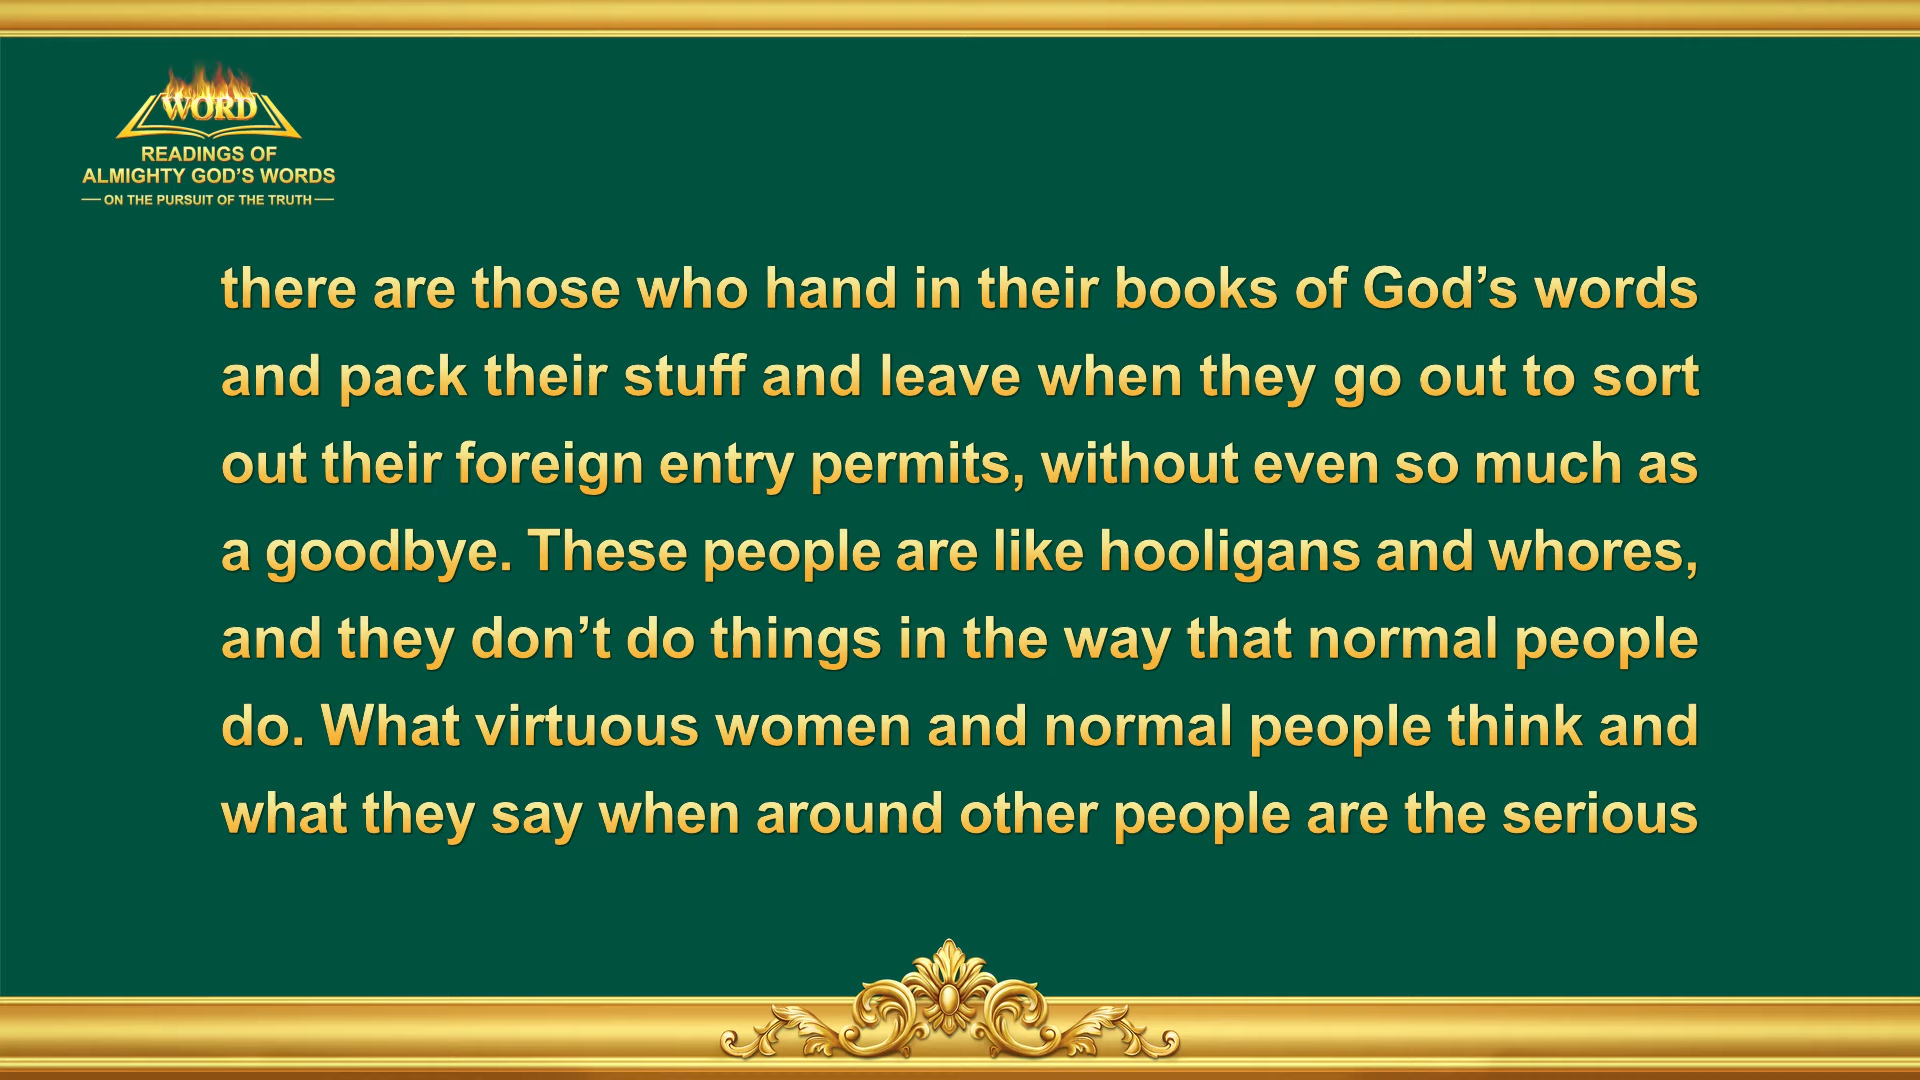 WORD
READINGS OF
ALMIGHTY GOD’S WORDS
— ON THE PURSUIT OF THE TRUTH —
there are those who hand in their books of God’s words
and pack their stuff and leave when they go out to sort
out their foreign entry permits, without even so much as
a goodbye. These people are like hooligans and whores,
and they don’t do things in the way that normal people
do. What virtuous women and normal people think and
what they say when around other people are the serious